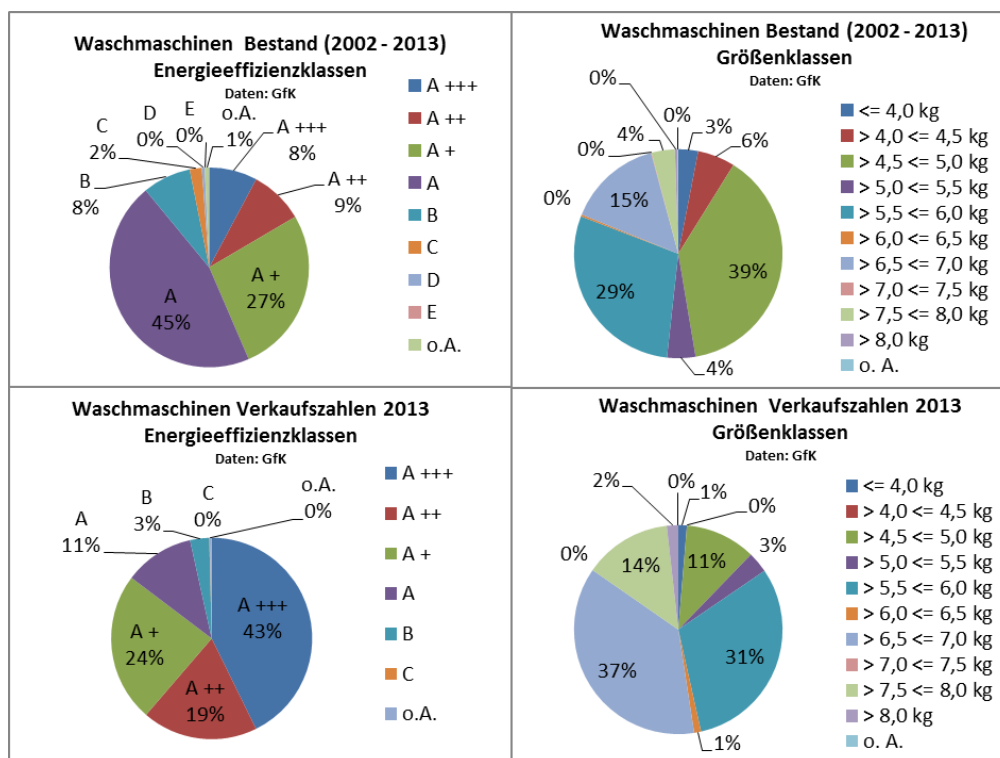 Waschmaschinen Bestand (2002 - 2013)
Energieeffizienzklassen
Daten: GfK
A +++
8%
A ++
9%
A +
27%
A
45%
B
8%
C
2%
D
0%
E
0%
o.A.
1%
A +++
A ++
A +
A
B
C
D
E
o.A.
Waschmaschinen Bestand (2002 - 2013)
Größenklassen
Daten: GfK
0%
0%
3%
6%
39%
4%
29%
0%
15%
0%
4%
<= 4,0 kg
> 4,0 <= 4,5 kg
> 4,5 <= 5,0 kg
> 5,0 <= 5,5 kg
> 5,5 <= 6,0 kg
> 6,0 <= 6,5 kg
> 6,5 <= 7,0 kg
> 7,0 <= 7,5 kg
> 7,5 <= 8,0 kg
> 8,0 kg
o. A.
Waschmaschinen Verkaufszahlen 2013
Energieeffizienzklassen
Daten: GfK
A +++
43%
A ++
19%
A +
24%
A
11%
B
3%
C
0%
o.A.
0%
A +++
A ++
A +
A
B
C
o.A.
Waschmaschinen Verkaufszahlen 2013
Größenklassen
Daten: GfK
0%
1%
0%
11%
3%
31%
1%
37%
0%
14%
2%
<= 4,0 kg
> 4,0 <= 4,5 kg
> 4,5 <= 5,0 kg
> 5,0 <= 5,5 kg
> 5,5 <= 6,0 kg
> 6,0 <= 6,5 kg
> 6,5 <= 7,0 kg
> 7,0 <= 7,5 kg
> 7,5 <= 8,0 kg
> 8,0 kg
o. A.